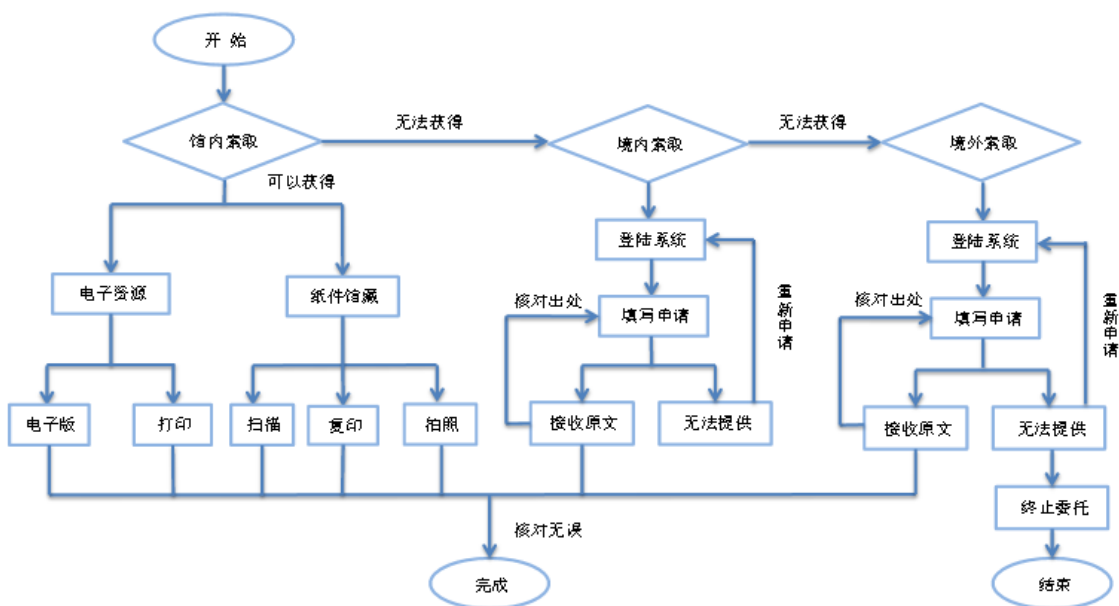 开 始
馆内索取
无法获得
境内索取
无法获得
境外索取
可以获得
登陆系统
登陆系统
电子资源
纸件馆藏
核对出处
填写申请
重新申请
核对出处
填写申请
重新申请
电子版
打印
扫描
复印
拍照
接收原文
无法提供
接收原文
无法提供
终止委托
核对无误
完成
结束